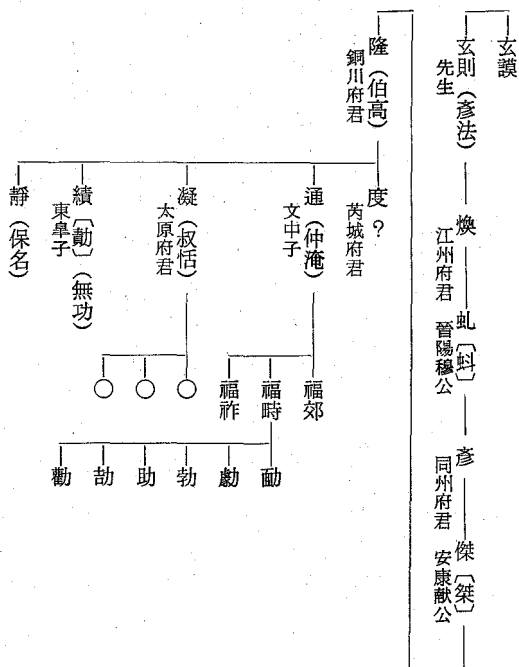 玄謨
玄則（彥法）
先生
煥
江州府君
虬〔虯〕
晉陽穆公
彥
同州府君
傑〔桀〕
安康獻公
隆（伯高）
銅川府君
度？
芮城府君
通（仲淹）
文中子
凝（叔恬）
太原府君
績〔勣〕（無功）
東皐子
靜（保名）
福郊
福時
福祚
勔
勮
勃
助
劼
勸